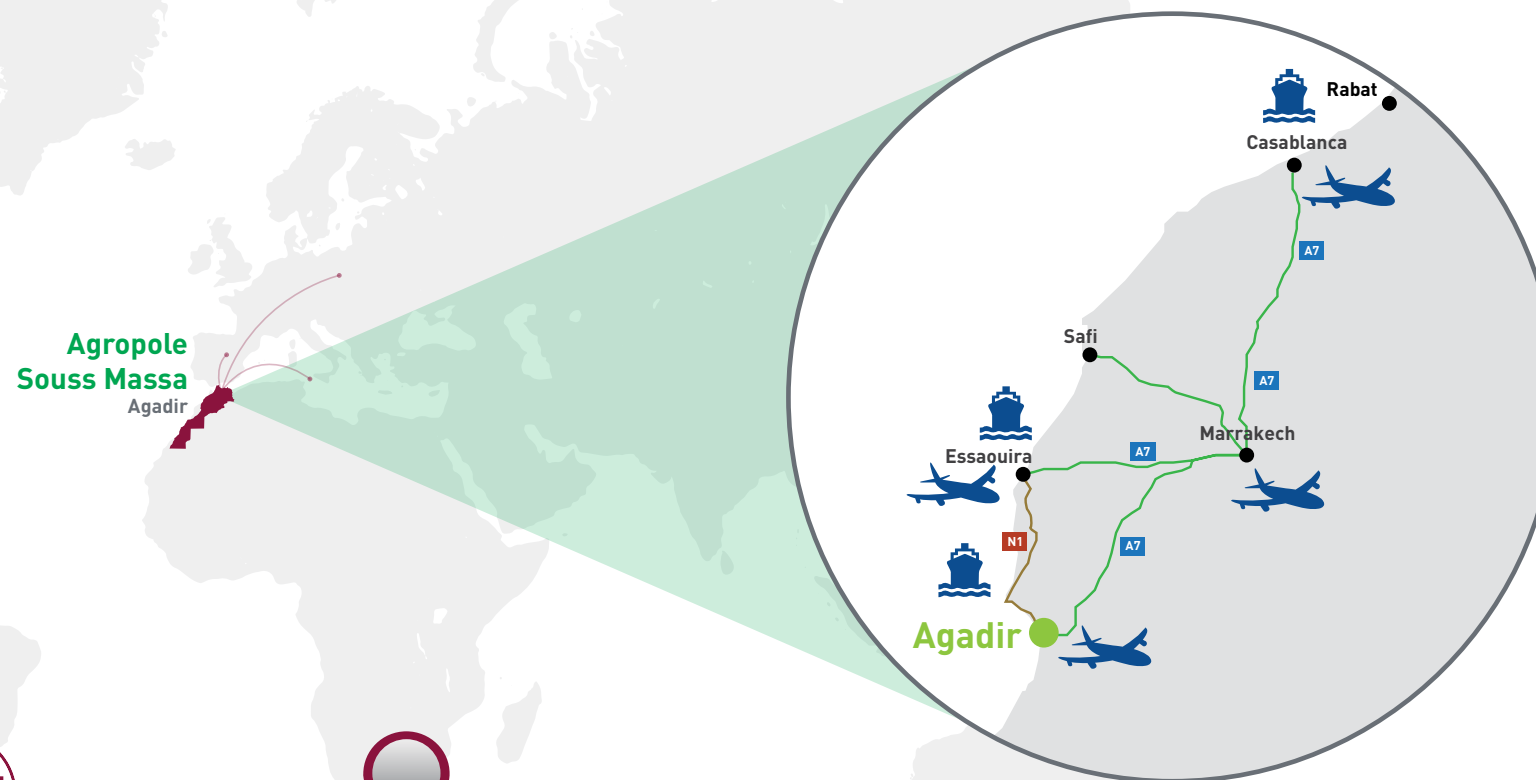 Agropole
Souss Massa
Agadir
Rabat
Casablanca
A7
Safi
A7
Marrakech
A7
Essaouira
N1
A7
Agadir